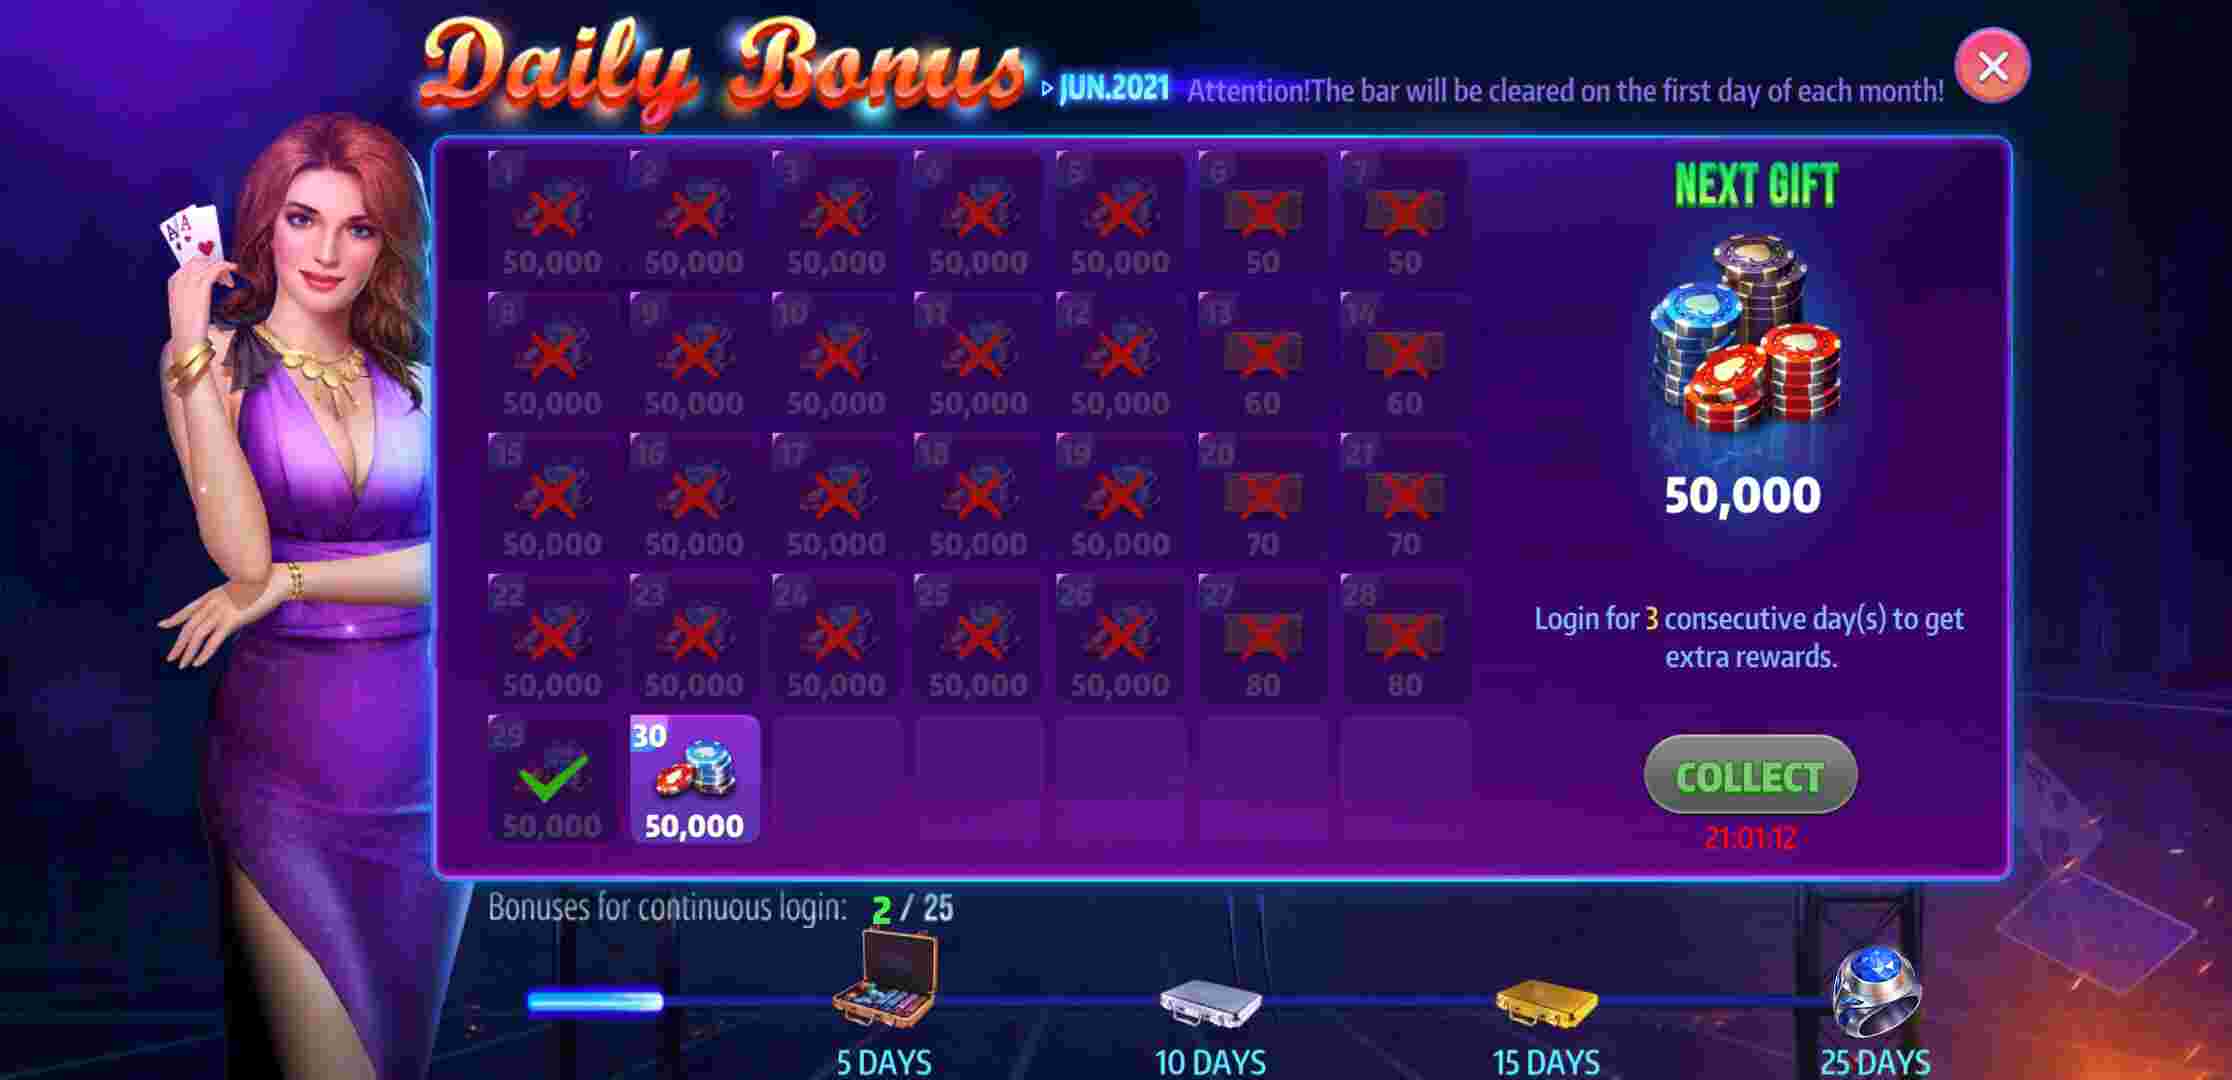 Daily Bonus
JUN.2021
Attention!The bar will be cleared on the first day of each month!
1 2 3 4 5 6 7
50,000 50,000 50,000 50,000 50,000 50 50
8 9 10 11 12 13 14
50,000 50,000 50,000 50,000 50,000 60 60
15 16 17 18 19 20 21
50,000 50,000 50,000 50,000 50,000 70 70
22 23 24 25 26 27 28
50,000 50,000 50,000 50,000 50,000 80 80
29 30
50,000 50,000
NEXT GIFT
50,000
Login for 3 consecutive day(s) to get
extra rewards.
COLLECT
21:01:12
Bonuses for continuous login: 2 / 25
5 DAYS 10 DAYS 15 DAYS 25 DAYS
A A